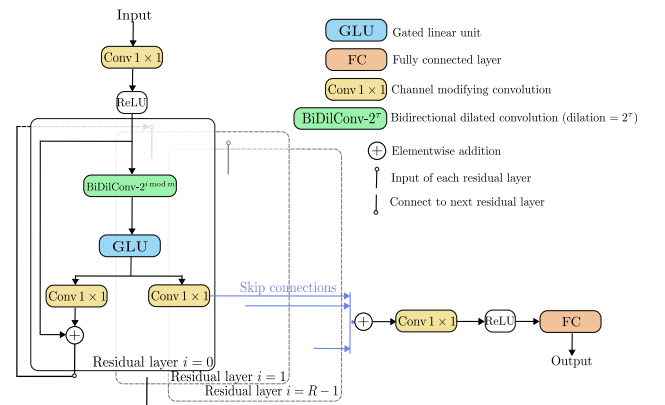 Input
Conv 1 × 1
ReLU
BiDilConv-2^{i mod m}
GLU
Conv 1 × 1
Conv 1 × 1
+
Residual layer i = 0
Residual layer i = 1
Residual layer i = R − 1
Skip connections
+
Conv 1 × 1
ReLU
FC
Output
GLU Gated linear unit
FC Fully connected layer
Conv 1 × 1 Channel modifying convolution
BiDilConv-2^τ Bidirectional dilated convolution (dilation = 2^τ)
+ Elementwise addition
Input of each residual layer
Connect to next residual layer